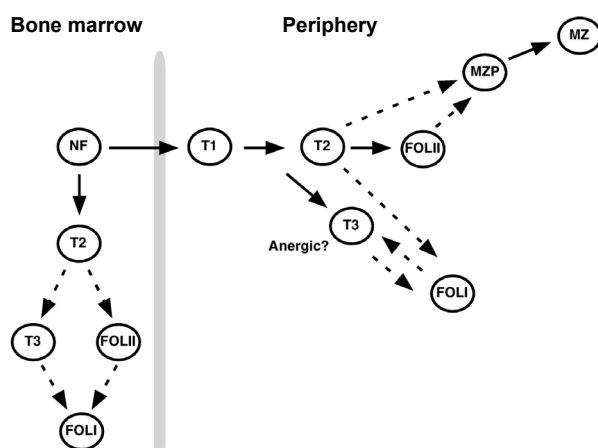 Bone marrow
Periphery
MZ
MZP
NF
T1
T2
FOLII
T2
T3
Anergic?
FOLI
T3
FOLII
FOLI